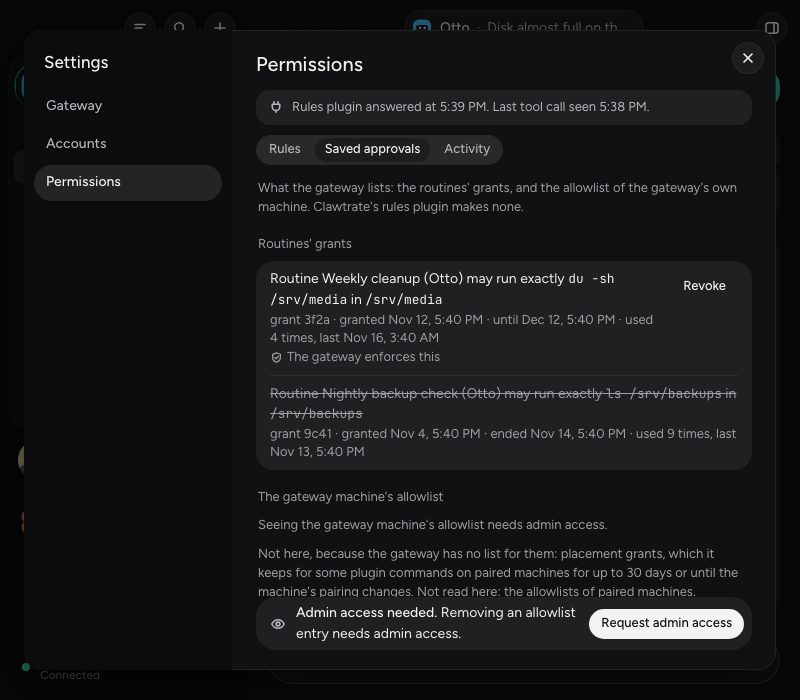 Otto · Disk almost full on th
Settings
Gateway
Accounts
Permissions
Permissions
Rules plugin answered at 5:39 PM. Last tool call seen 5:38 PM.
Rules Saved approvals Activity
What the gateway lists: the routines' grants, and the allowlist of the gateway's own
machine. Clawtrate's rules plugin makes none.
Routines' grants
Routine Weekly cleanup (Otto) may run exactly du -sh
/srv/media in /srv/media
Revoke
grant 3f2a · granted Nov 12, 5:40 PM · until Dec 12, 5:40 PM · used
4 times, last Nov 16, 3:40 AM
The gateway enforces this
Routine Nightly backup check (Otto) may run exactly ls /srv/backups in
/srv/backups
grant 9c41 · granted Nov 4, 5:40 PM · ended Nov 14, 5:40 PM · used 9 times, last
Nov 13, 5:40 PM
The gateway machine's allowlist
Seeing the gateway machine's allowlist needs admin access.
Not here, because the gateway has no list for them: placement grants, which it
keeps for some plugin commands on paired machines for up to 30 days or until the
machine's pairing changes. Not read here: the allowlists of paired machines.
Admin access needed. Removing an allowlist
entry needs admin access.
Request admin access
Connected